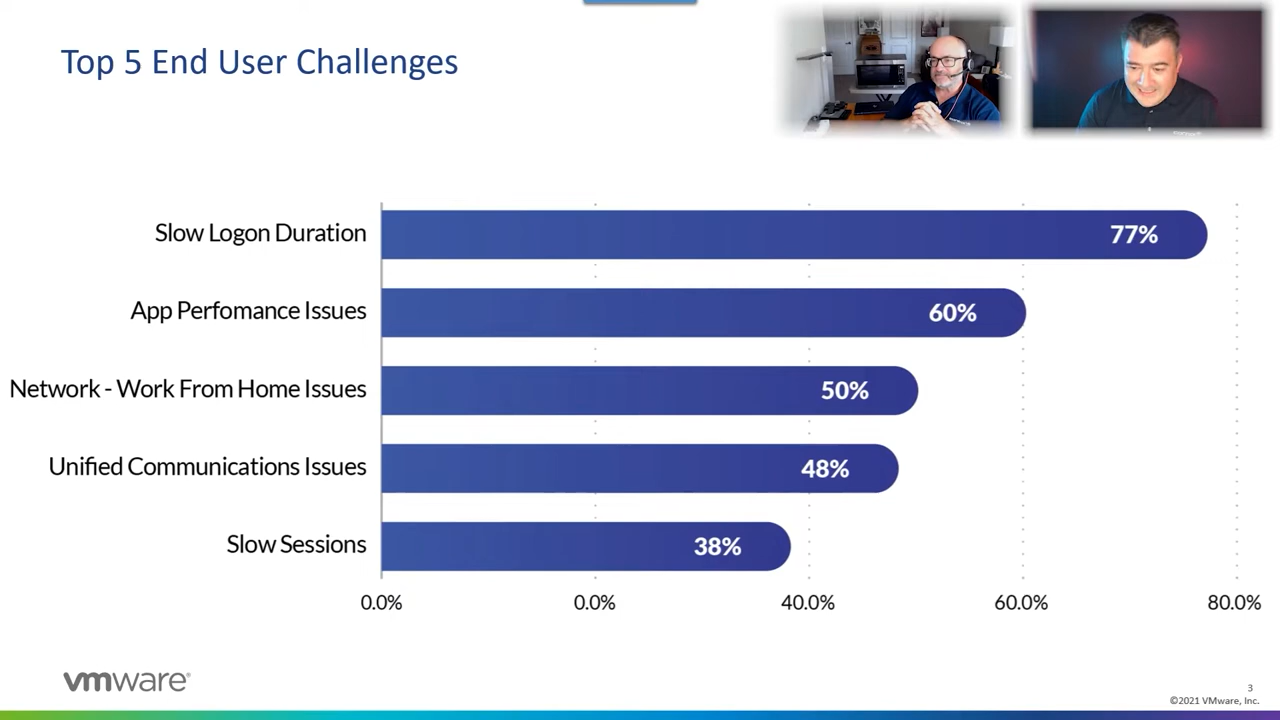 Top 5 End User Challenges
Slow Logon Duration
77%
App Perfomance Issues
60%
Network - Work From Home Issues
50%
Unified Communications Issues
48%
Slow Sessions
38%
0.0%
0.0%
40.0%
60.0%
80.0%
vmware®
3
©2021 VMware, Inc.